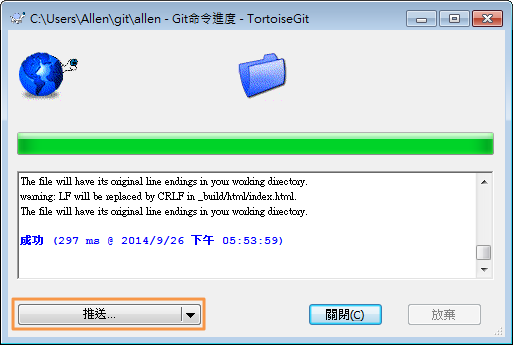 C:\Users\Allen\git\allen - Git命令進度 - TortoiseGit
The file will have its original line endings in your working directory.
warning: LF will be replaced by CRLF in _build/html/index.html.
The file will have its original line endings in your working directory.
成功 (297 ms @ 2014/9/26 下午 05:53:59)
推送...
關閉(C)
放棄